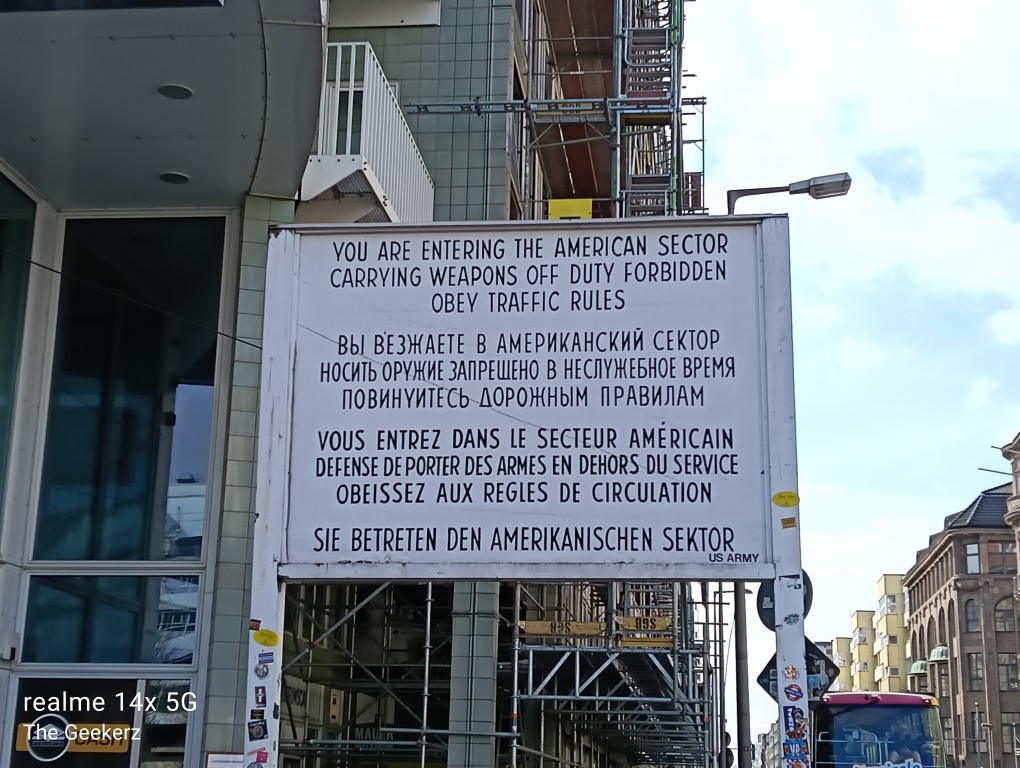 YOU ARE ENTERING THE AMERICAN SECTOR
CARRYING WEAPONS OFF DUTY FORBIDDEN
OBEY TRAFFIC RULES
ВЫ ВЪЕЗЖАЕТЕ В АМЕРИКАНСКИЙ СЕКТОР
НОСИТЬ ОРУЖИЕ ЗАПРЕЩЕНО В НЕСЛУЖЕБНОЕ ВРЕМЯ
ПОВИНУЙТЕСЬ ДОРОЖНЫМ ПРАВИЛАМ
VOUS ENTREZ DANS LE SECTEUR AMÉRICAIN
DEFENSE DE PORTER DES ARMES EN DEHORS DU SERVICE
OBEISSEZ AUX REGLES DE CIRCULATION
SIE BETRETEN DEN AMERIKANISCHEN SEKTOR
US ARMY
SGB
SGB
realme 14x 5G
The Geekerz
CASH